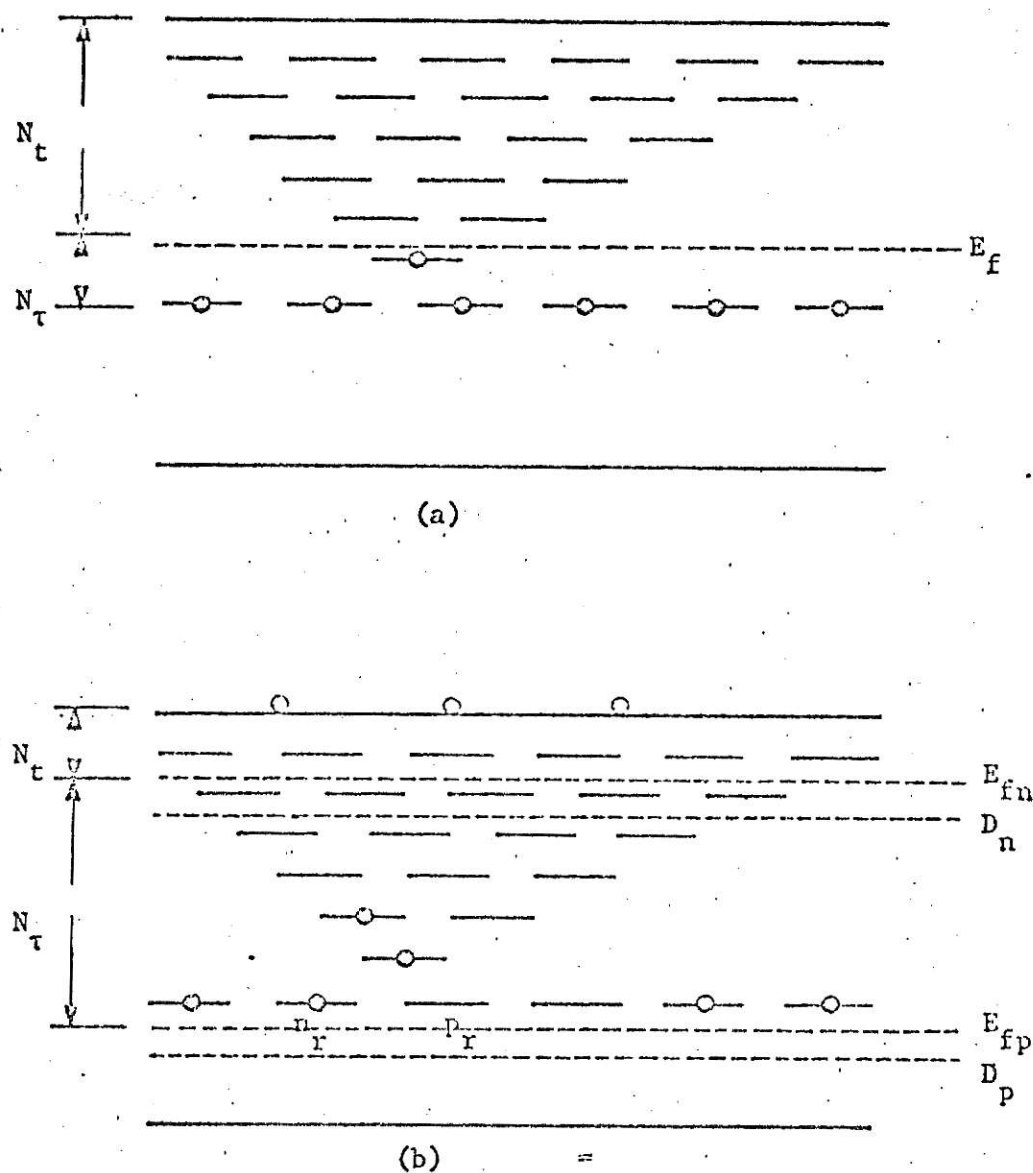 N_t
E_f
N_τ
(a)
N_t
E_fn
D_n
N_τ
n_r p_r
E_fp
D_p
(b) =